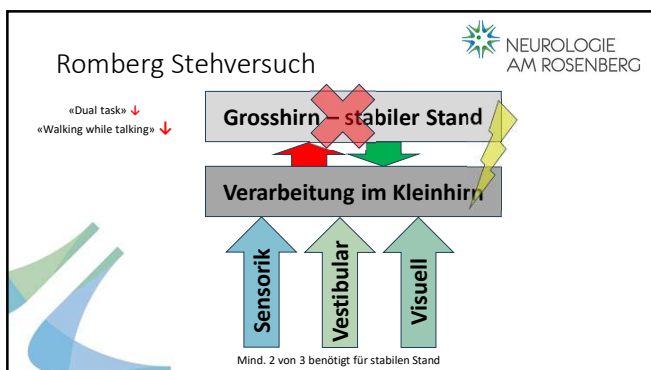 Romberg Stehversuch
NEUROLOGIE
AM ROSENBERG
«Dual task» ↓
«Walking while talking» ↓
Grosshirn – stabiler Stand
Verarbeitung im Kleinhirn
Sensorik
Vestibular
Visuell
Mind. 2 von 3 benötigt für stabilen Stand